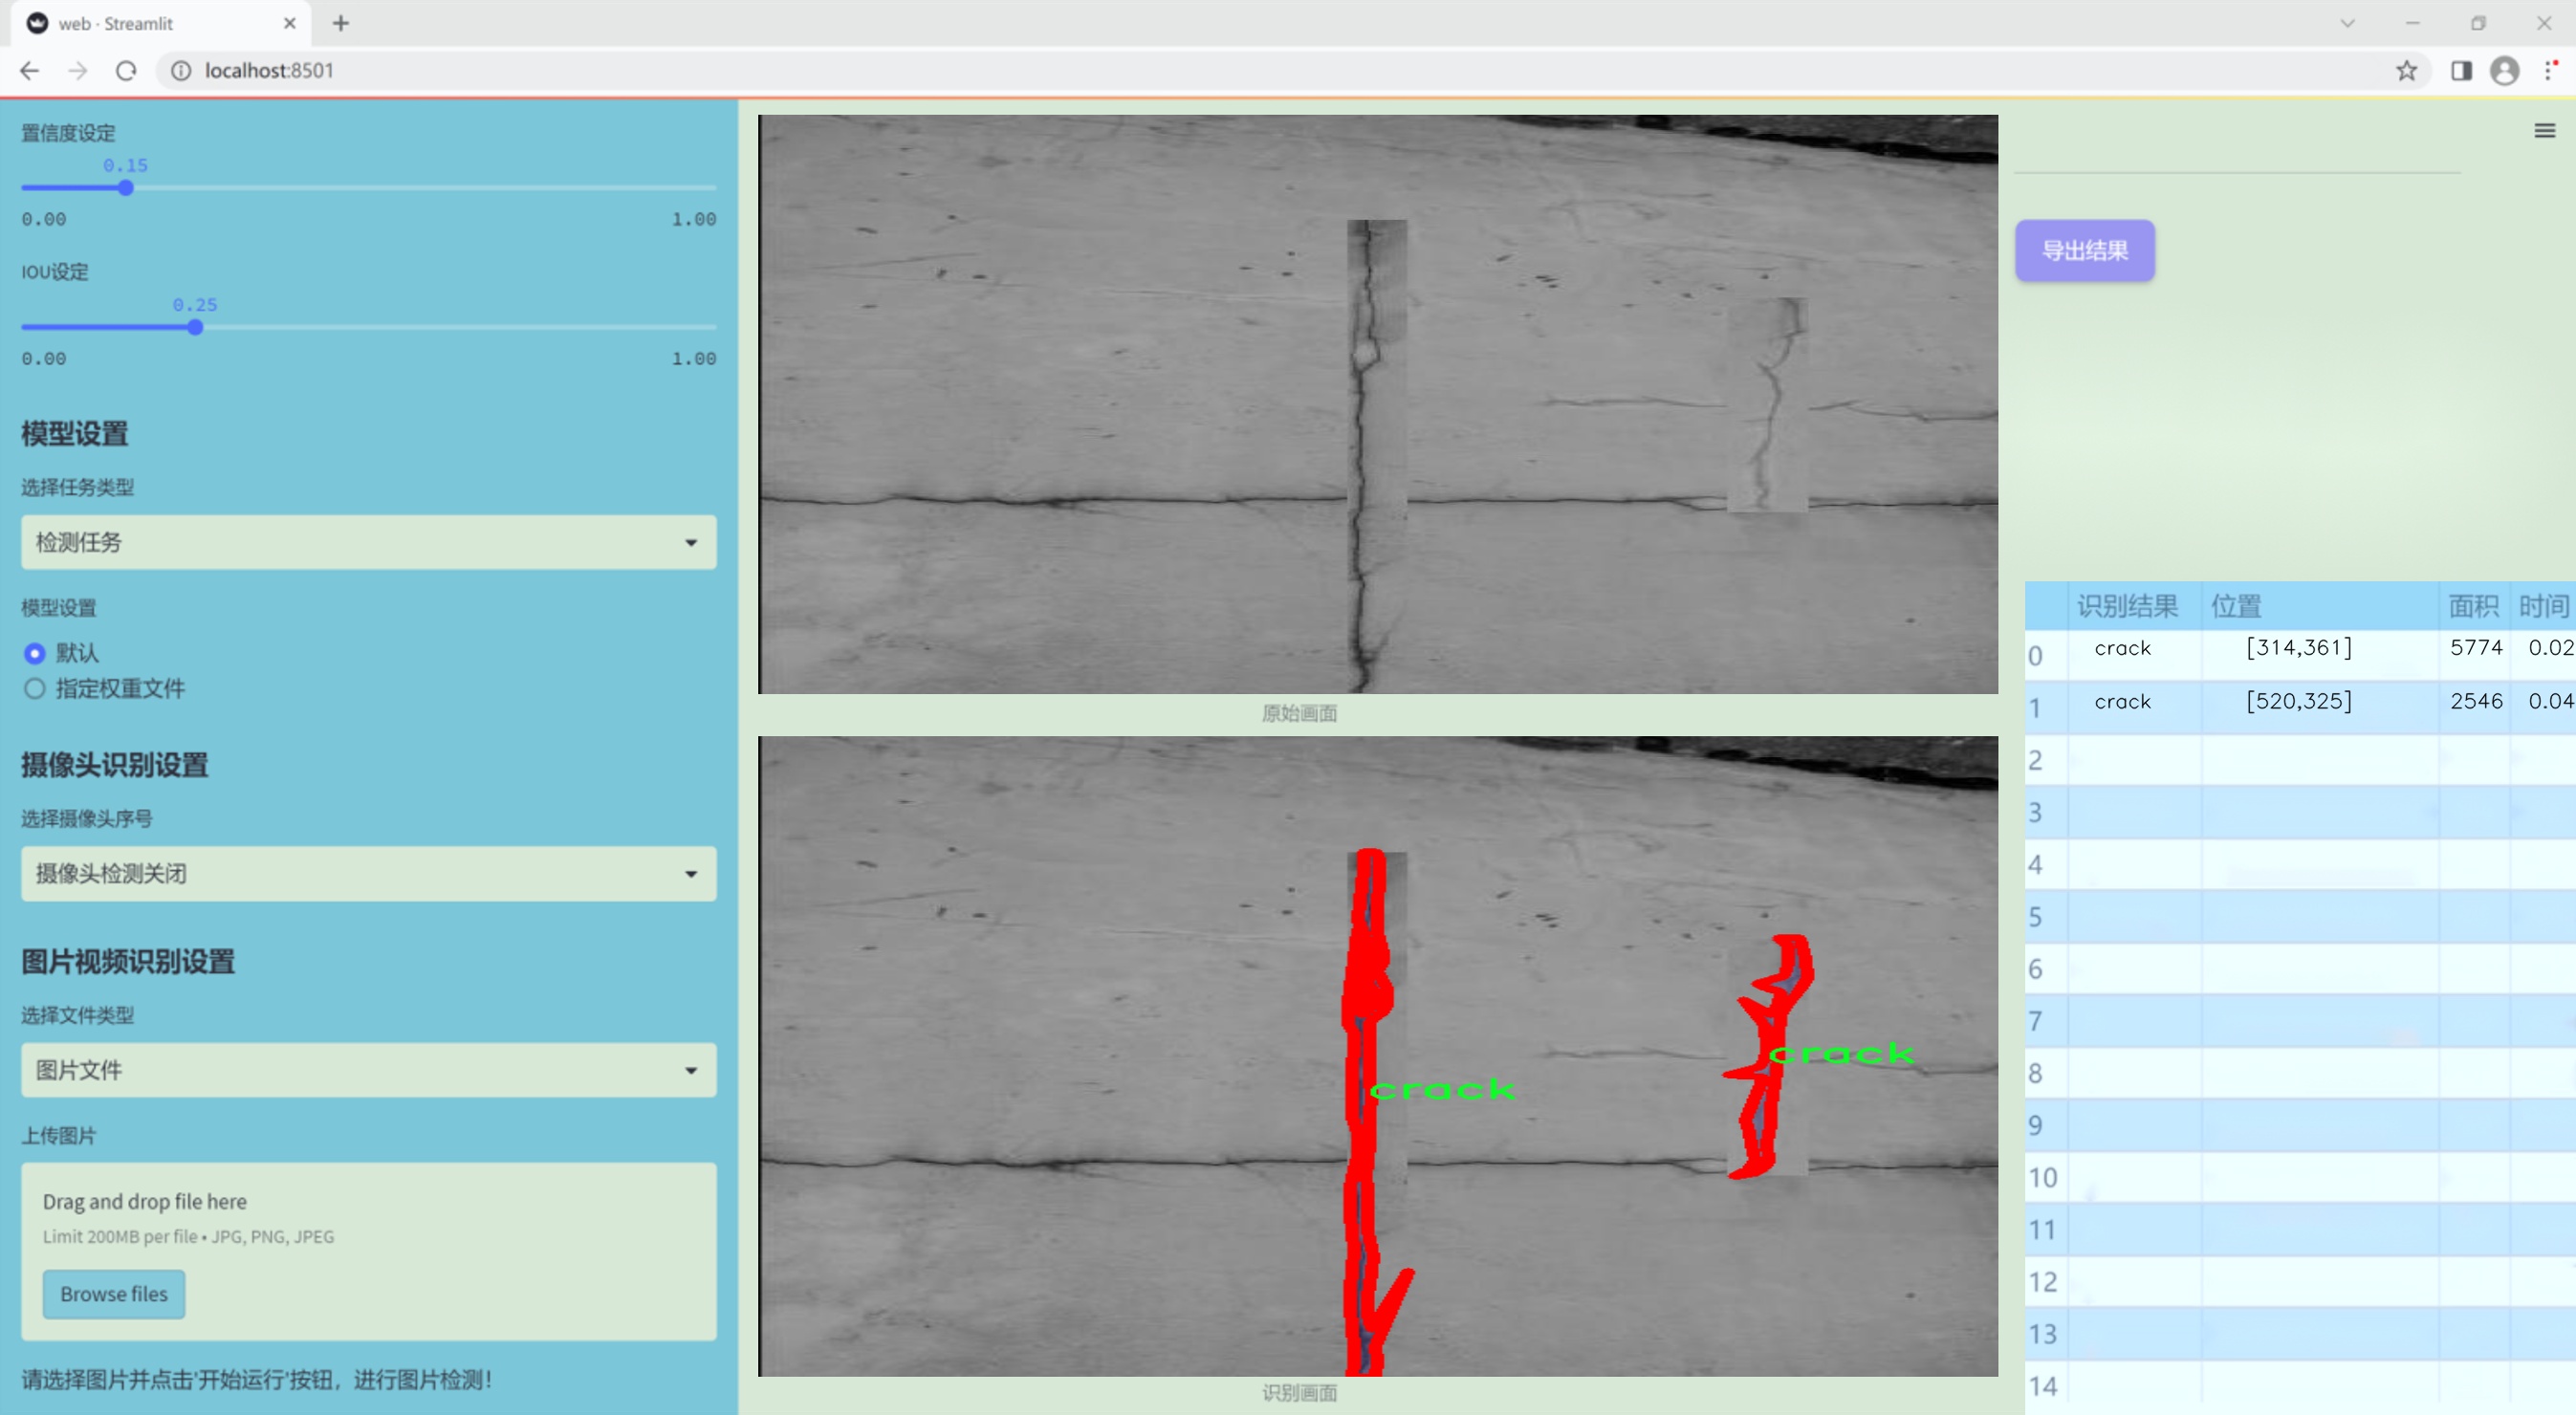 web · Streamlit
localhost:8501
置信度设定
0.15
0.00 1.00
IOU设定
0.25
0.00 1.00
模型设置
选择任务类型
检测任务
模型设置
默认
指定权重文件
摄像头识别设置
选择摄像头序号
摄像头检测关闭
图片视频识别设置
选择文件类型
图片文件
上传图片
Drag and drop file here
Limit 200MB per file • JPG, PNG, JPEG
Browse files
请选择图片并点击'开始运行'按钮，进行图片检测！
原始画面
crack
crack
识别画面
导出结果
识别结果 位置 面积 时间
0 crack [314,361] 5774 0.02
1 crack [520,325] 2546 0.04
2
3
4
5
6
7
8
9
10
11
12
13
14